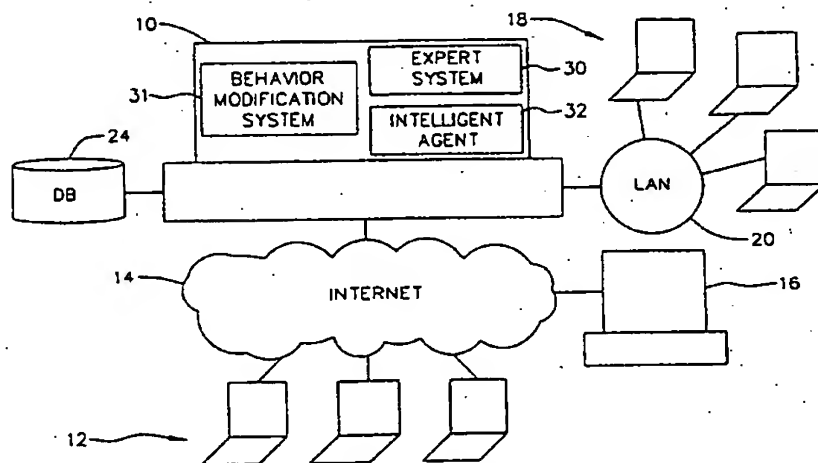 10
18
EXPERT
SYSTEM
30
31
BEHAVIOR
MODIFICATION
SYSTEM
32
INTELLIGENT
AGENT
24
DB
LAN
20
14
INTERNET
16
12